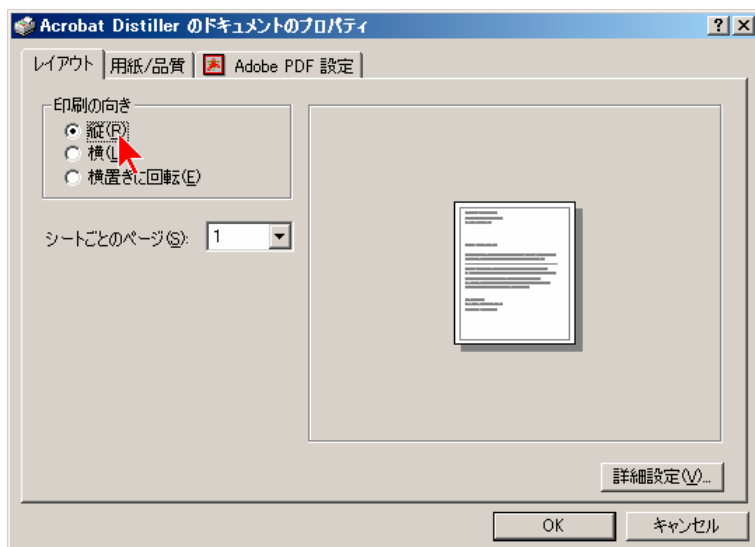 Acrobat Distiller のドキュメントのプロパティ
レイアウト 用紙/品質 Adobe PDF 設定
印刷の向き
縦(P)
横(L
横置きに回転(E)
シートごとのページ(S): 1
詳細設定(V)...
OK キャンセル